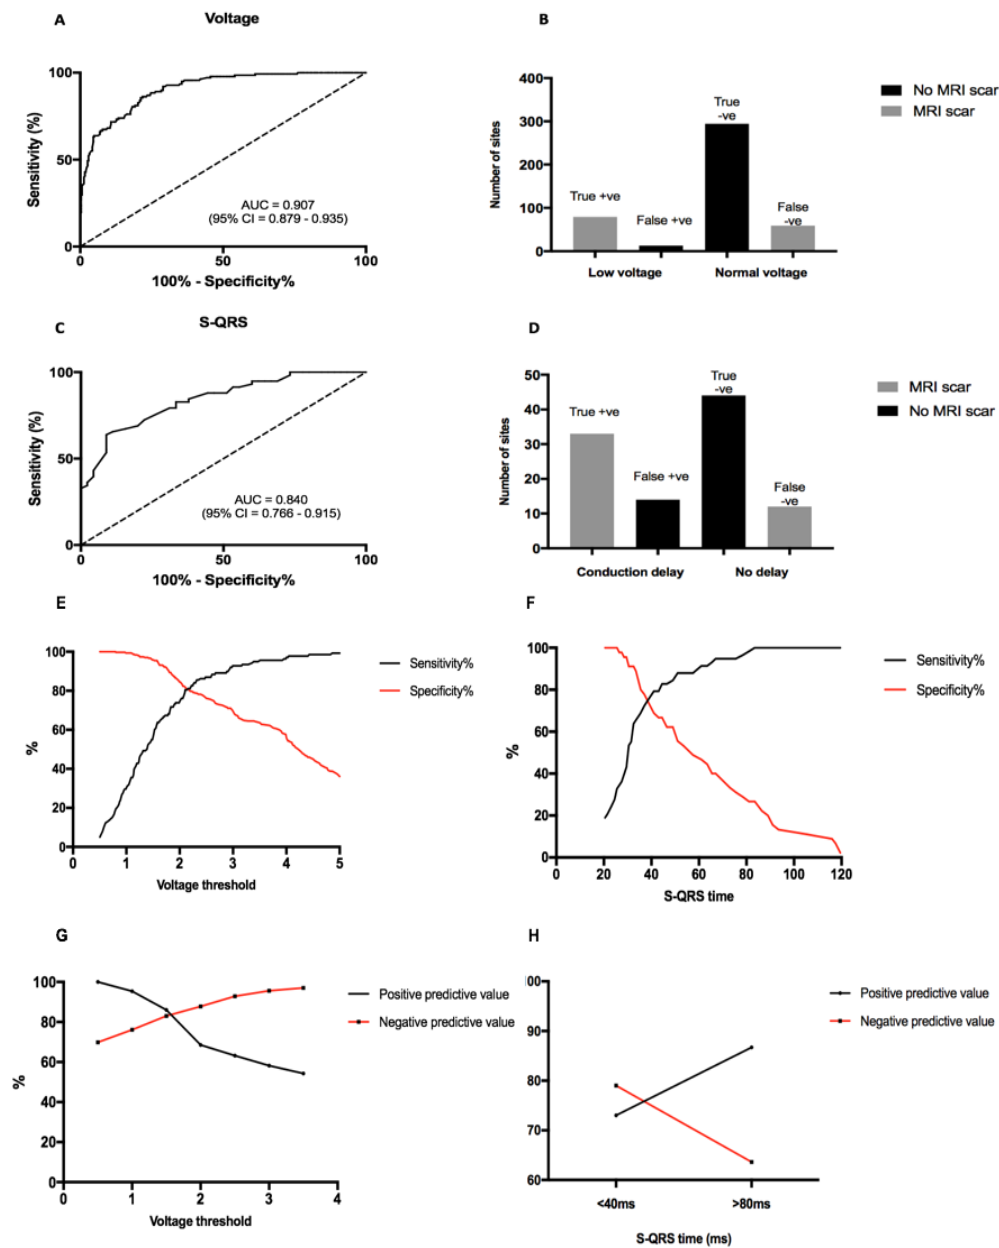 A
Voltage
100
50
0
0
50
100
Sensitivity (%)
AUC = 0.907
(95% CI = 0.879 - 0.935)
100% - Specificity%
B
400
300
200
100
0
Number of sites
True +ve
False +ve
True
-ve
False
-ve
Low voltage
Normal voltage
No MRI scar
MRI scar
C
S-QRS
100
50
0
0
50
100
Sensitivity (%)
AUC = 0.840
(95% CI = 0.766 - 0.915)
100% - Specificity%
D
50
40
30
20
10
0
Number of sites
True +ve
False +ve
True
-ve
False
-ve
Conduction delay
No delay
MRI scar
No MRI scar
E
100
80
60
40
20
0
%
0
1
2
3
4
5
Voltage threshold
Sensitivity%
Specificity%
F
100
80
60
40
20
0
%
0
20
40
60
80
100
120
S-QRS time
Sensitivity%
Specificity%
G
100
80
60
40
20
0
%
0
1
2
3
4
Voltage threshold
Positive predictive value
Negative predictive value
H
100
90
80
70
60
<40ms
>80ms
S-QRS time (ms)
Positive predictive value
Negative predictive value